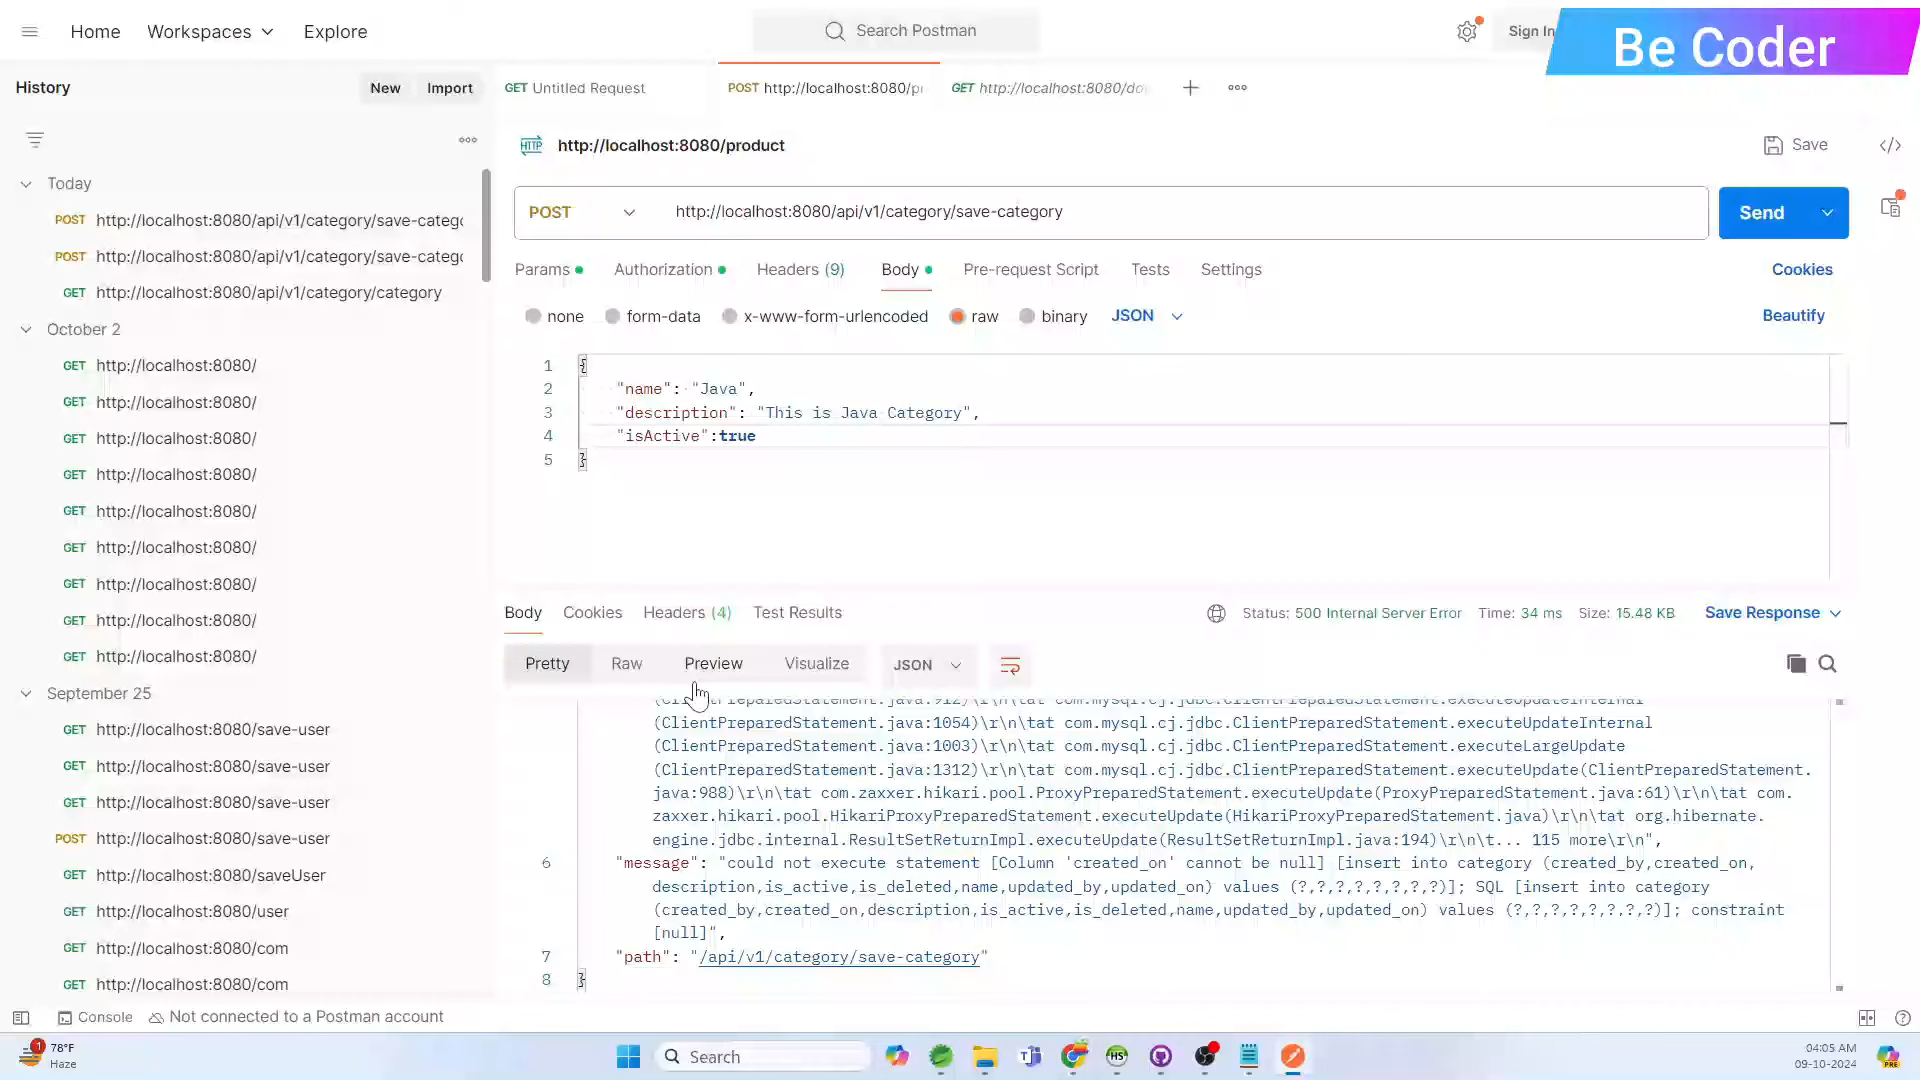 Home
Workspaces
Explore
Search Postman
Sign In
Be Coder
History
New
Import
GET Untitled Request
POST http://localhost:8080/p
GET http://localhost:8080/do
http://localhost:8080/product
Save
Today
POST http://localhost:8080/api/v1/category/save-catego
POST http://localhost:8080/api/v1/category/save-catego
GET http://localhost:8080/api/v1/category/category
October 2
GET http://localhost:8080/
GET http://localhost:8080/
GET http://localhost:8080/
GET http://localhost:8080/
GET http://localhost:8080/
GET http://localhost:8080/
GET http://localhost:8080/
GET http://localhost:8080/
GET http://localhost:8080/
September 25
GET http://localhost:8080/save-user
GET http://localhost:8080/save-user
GET http://localhost:8080/save-user
POST http://localhost:8080/save-user
GET http://localhost:8080/saveUser
GET http://localhost:8080/user
GET http://localhost:8080/com
GET http://localhost:8080/com
POST
http://localhost:8080/api/v1/category/save-category
Send
Params
Authorization
Headers (9)
Body
Pre-request Script
Tests
Settings
Cookies
none
form-data
x-www-form-urlencoded
raw
binary
JSON
Beautify
1 {
2 "name": "Java",
3 "description": "This is Java Category",
4 "isActive":true
5 }
Body
Cookies
Headers (4)
Test Results
Status: 500 Internal Server Error
Time: 34 ms
Size: 15.48 KB
Save Response
Pretty
Raw
Preview
Visualize
JSON
(ClientPreparedStatement.java:912)\r\n\tat com.mysql.cj.jdbc.ClientPreparedStatement.executeUpdateInternal
(ClientPreparedStatement.java:1054)\r\n\tat com.mysql.cj.jdbc.ClientPreparedStatement.executeUpdateInternal
(ClientPreparedStatement.java:1003)\r\n\tat com.mysql.cj.jdbc.ClientPreparedStatement.executeLargeUpdate
(ClientPreparedStatement.java:1312)\r\n\tat com.mysql.cj.jdbc.ClientPreparedStatement.executeUpdate(ClientPreparedStatement.
java:988)\r\n\tat com.zaxxer.hikari.pool.ProxyPreparedStatement.executeUpdate(ProxyPreparedStatement.java:61)\r\n\tat com.
zaxxer.hikari.pool.HikariProxyPreparedStatement.executeUpdate(HikariProxyPreparedStatement.java)\r\n\tat org.hibernate.
engine.jdbc.internal.ResultSetReturnImpl.executeUpdate(ResultSetReturnImpl.java:194)\r\n\t... 115 more\r\n",
6 "message": "could not execute statement [Column 'created_on' cannot be null] [insert into category (created_by,created_on,
description,is_active,is_deleted,name,updated_by,updated_on) values (?,?,?,?,?,?,?,?)]; SQL [insert into category
(created_by,created_on,description,is_active,is_deleted,name,updated_by,updated_on) values (?,?,?,?,?,?,?,?)]; constraint
[null]",
7 "path": "/api/v1/category/save-category"
8 }
Console
Not connected to a Postman account
1
78°F
Haze
Search
04:05 AM
09-10-2024